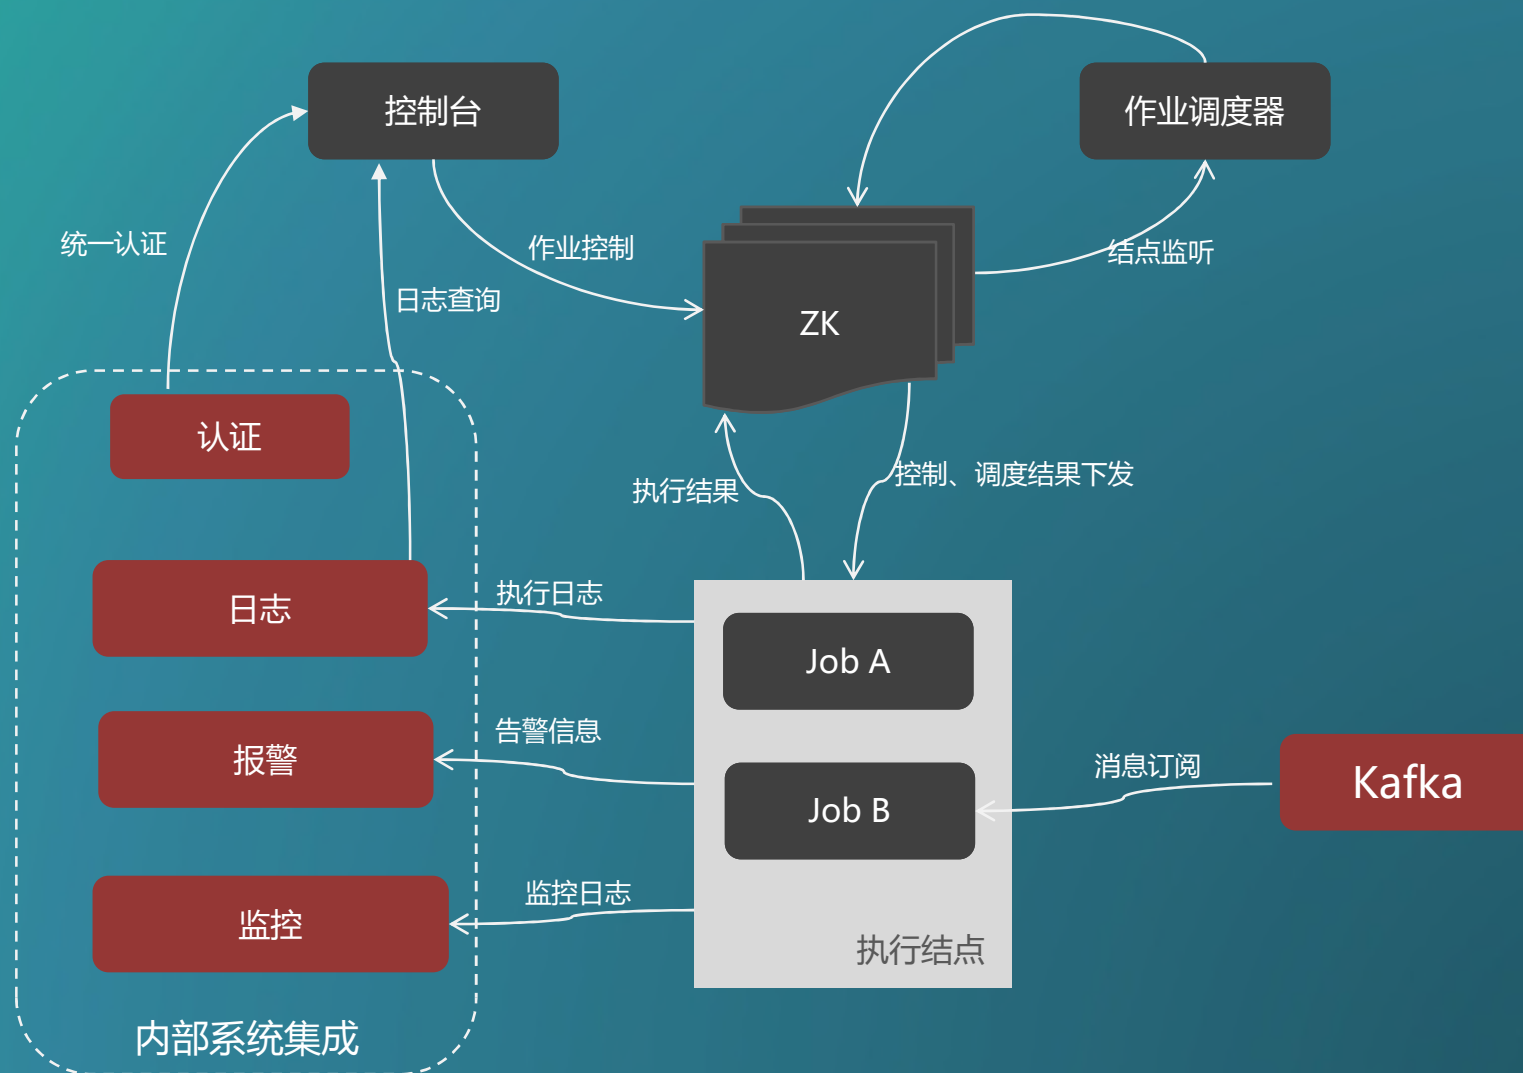 控制台
作业调度器
统一认证
作业控制
结点监听
日志查询
ZK
认证
控制、调度结果下发
执行结果
执行日志
日志
Job A
告警信息
报警
消息订阅
Kafka
Job B
监控日志
监控
执行结点
内部系统集成